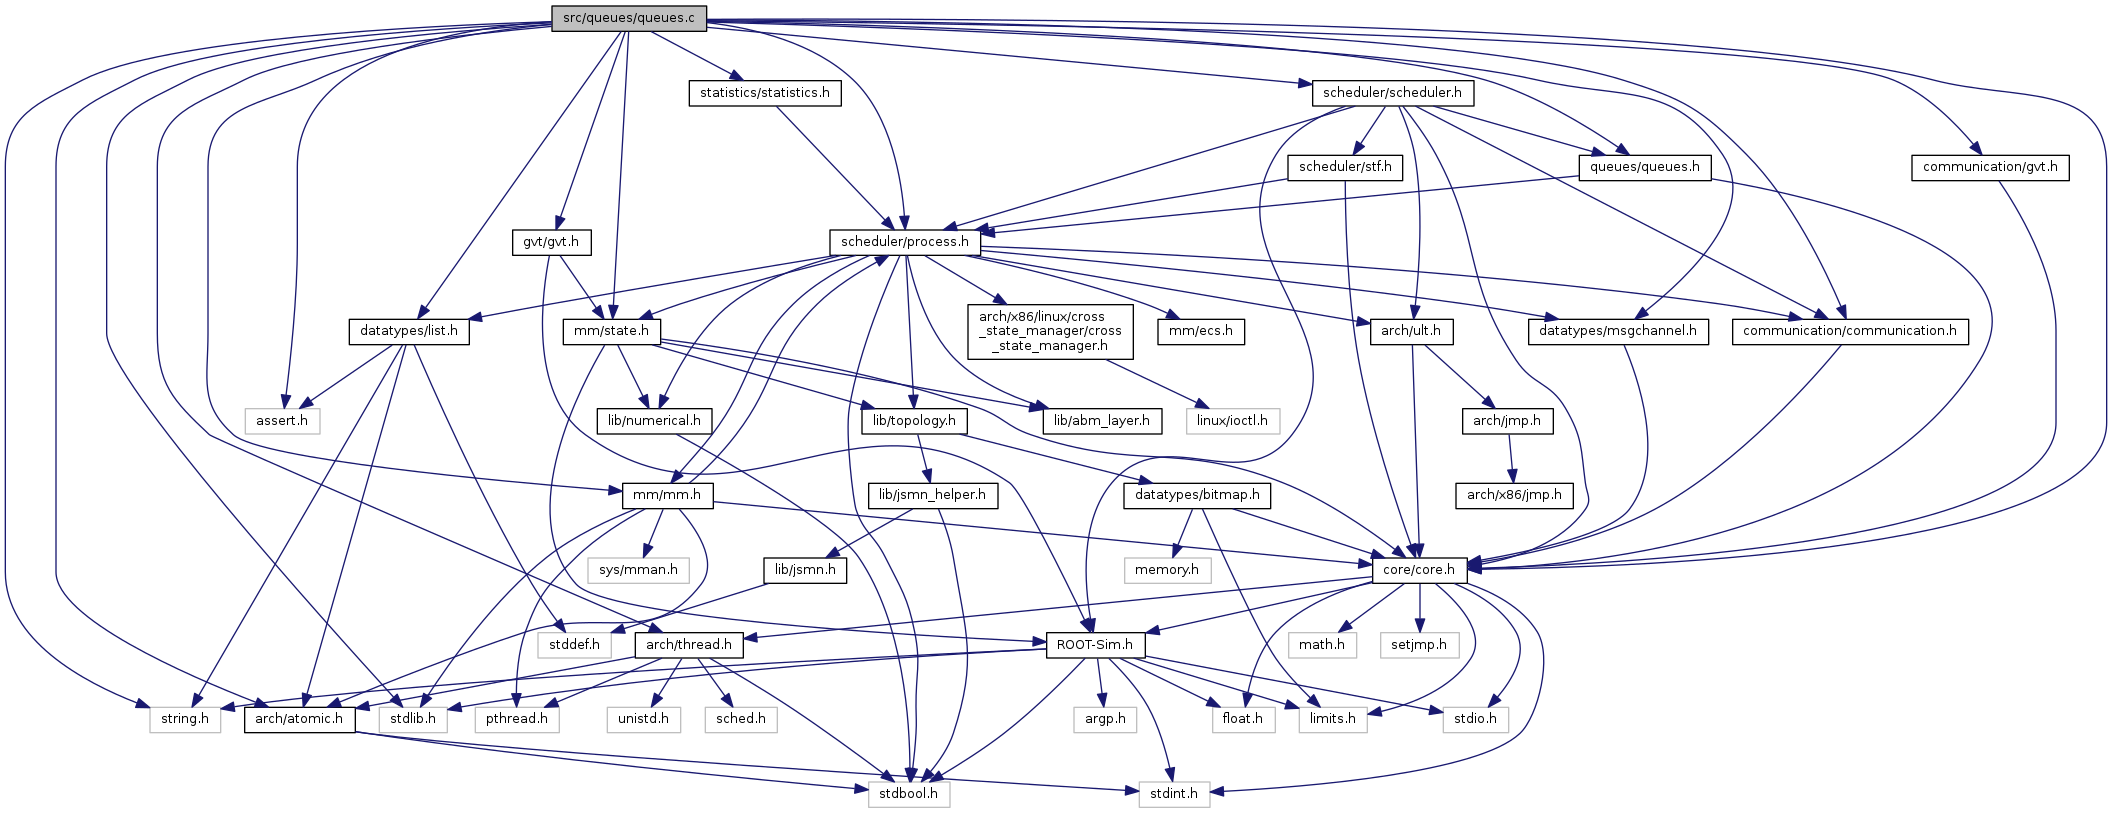 src/queues/queues.c
statistics/statistics.h
scheduler/scheduler.h
scheduler/stf.h
queues/queues.h
communication/gvt.h
gvt/gvt.h
scheduler/process.h
datatypes/list.h
mm/state.h
arch/x86/linux/cross
_state_manager/cross
_state_manager.h
mm/ecs.h
arch/ult.h
datatypes/msgchannel.h
communication/communication.h
assert.h
lib/numerical.h
lib/topology.h
lib/abm_layer.h
linux/ioctl.h
arch/jmp.h
mm/mm.h
lib/jsmn_helper.h
datatypes/bitmap.h
arch/x86/jmp.h
sys/mman.h
lib/jsmn.h
memory.h
core/core.h
stddef.h
arch/thread.h
ROOT-Sim.h
math.h
setjmp.h
string.h
arch/atomic.h
stdlib.h
pthread.h
unistd.h
sched.h
argp.h
float.h
limits.h
stdio.h
stdbool.h
stdint.h